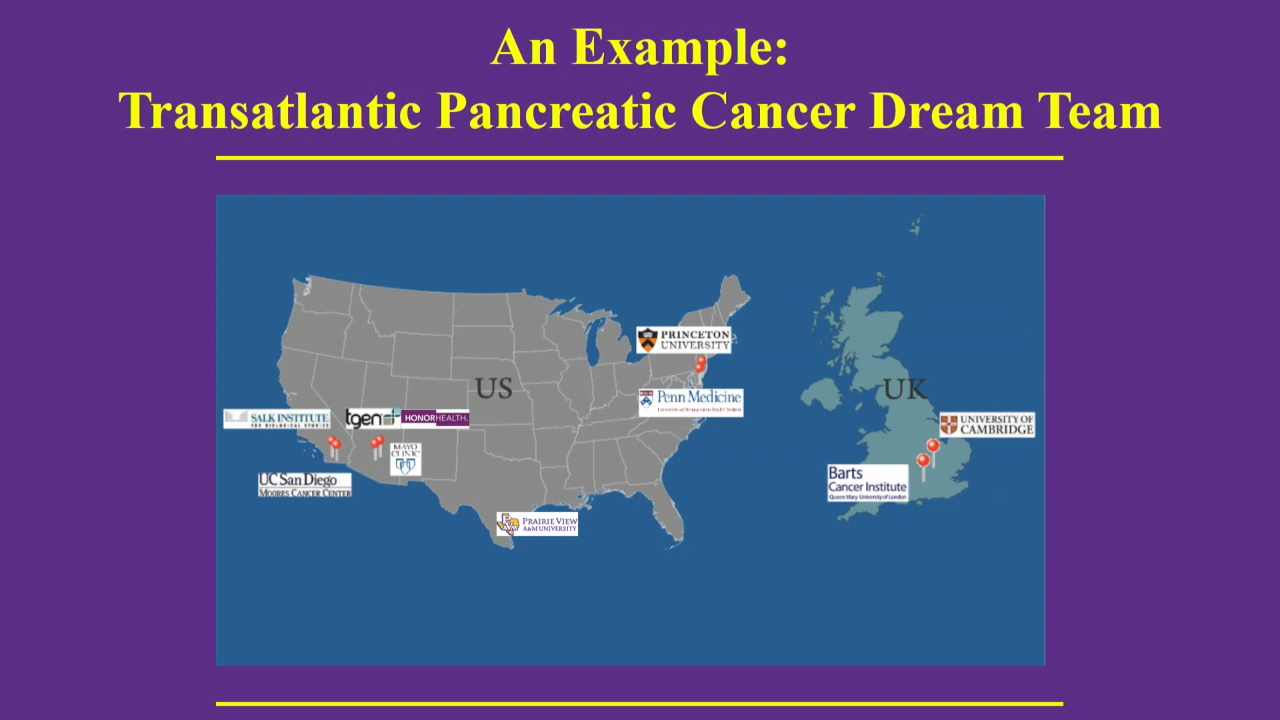 An Example:
Transatlantic Pancreatic Cancer Dream Team
PRINCETON
UNIVERSITY
US
UK
Penn Medicine
SALK INSTITUTE
FOR BIOLOGICAL STUDIES
tgen
HONORHEALTH.
UNIVERSITY OF
CAMBRIDGE
MAYO
CLINIC
UC San Diego
MOORES CANCER CENTER
Barts
Cancer Institute
Queen Mary University of London
PRAIRIE VIEW
A&M UNIVERSITY